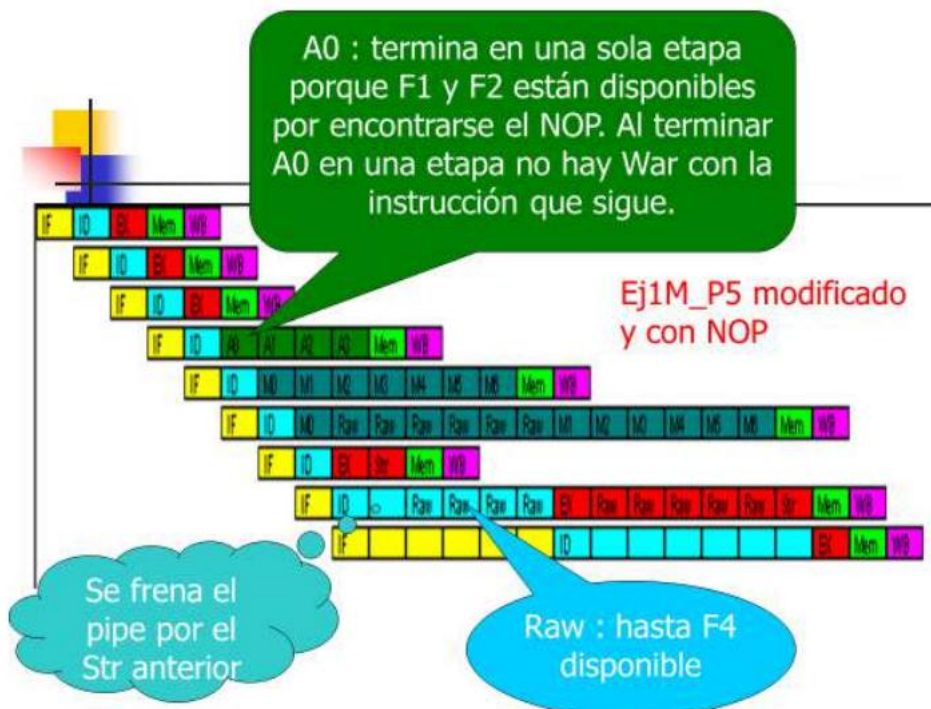 A0 : termina en una sola etapa
porque F1 y F2 están disponibles
por encontrarse el NOP. Al terminar
A0 en una etapa no hay War con la
instrucción que sigue.
IF ID EX Mem WB
IF ID EX Mem WB
IF ID EX Mem WB
Ej1M_P5 modificado
y con NOP
IF ID A0 A1 A2 A3 Mem WB
IF ID M0 M1 M2 M3 M4 M5 M6 Mem WB
IF ID M0 Raw Raw Raw Raw Raw Raw M1 M2 M3 M4 M5 M6 Mem WB
IF ID EX Str Mem WB
IF ID Raw Raw Raw Raw EX Raw Raw Raw Raw Raw Str Mem WB
IF ID EX Mem WB
Se frena el
pipe por el
Str anterior
Raw : hasta F4
disponible